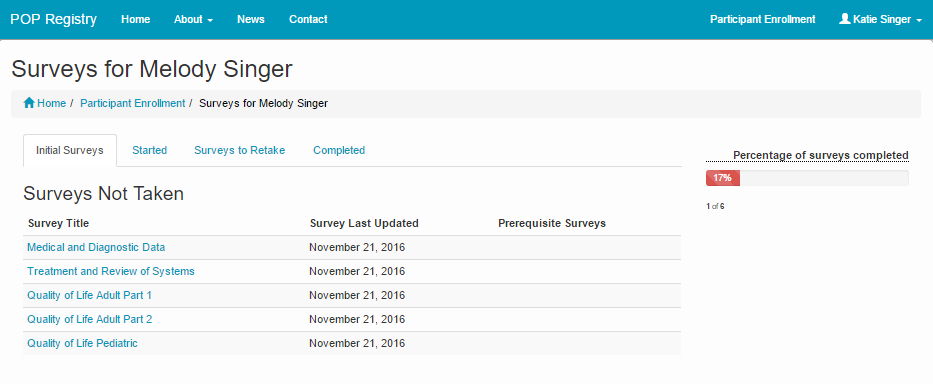 POP Registry Home About News Contact Participant Enrollment Katie Singer
Surveys for Melody Singer
Home / Participant Enrollment / Surveys for Melody Singer
Initial Surveys Started Surveys to Retake Completed
Percentage of surveys completed
17%
1 of 6
Surveys Not Taken
Survey Title Survey Last Updated Prerequisite Surveys
Medical and Diagnostic Data November 21, 2016
Treatment and Review of Systems November 21, 2016
Quality of Life Adult Part 1 November 21, 2016
Quality of Life Adult Part 2 November 21, 2016
Quality of Life Pediatric November 21, 2016